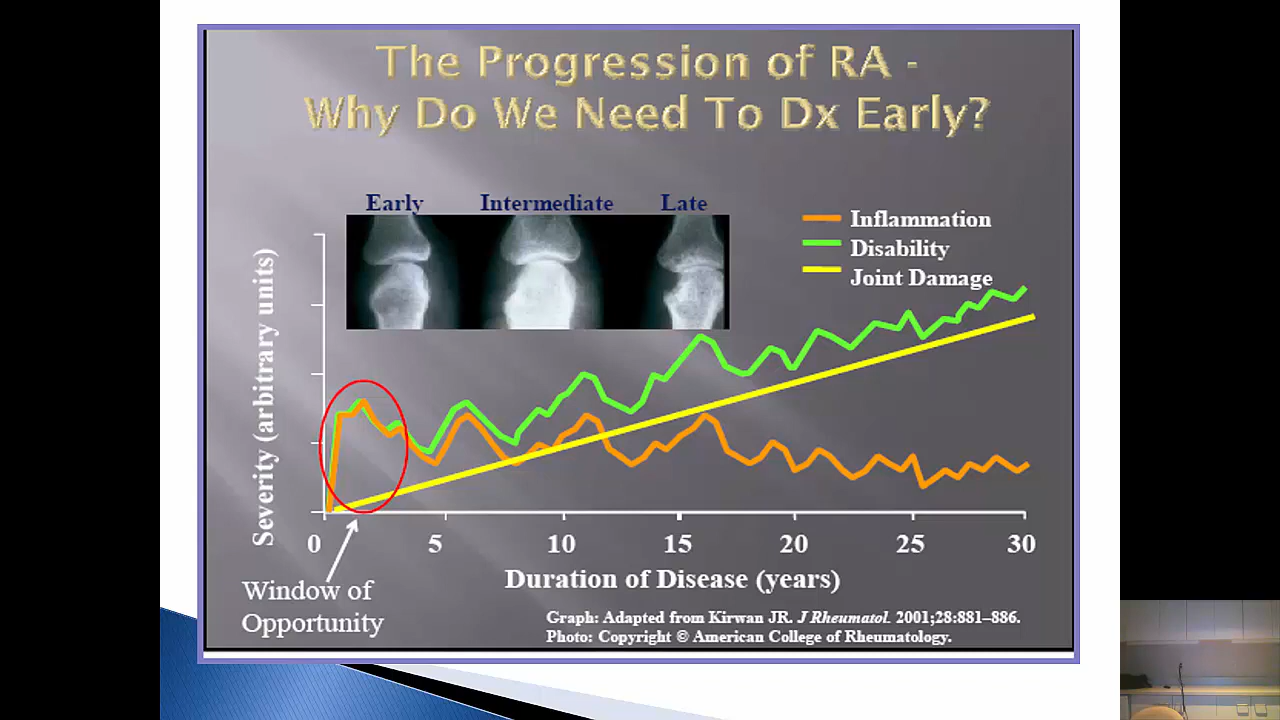 The Progression of RA -
Why Do We Need To Dx Early?
Early Intermediate Late
Inflammation
Disability
Joint Damage
Severity (arbitrary units)
0 5 10 15 20 25 30
Duration of Disease (years)
Window of
Opportunity
Graph: Adapted from Kirwan JR. J Rheumatol. 2001;28:881–886.
Photo: Copyright © American College of Rheumatology.